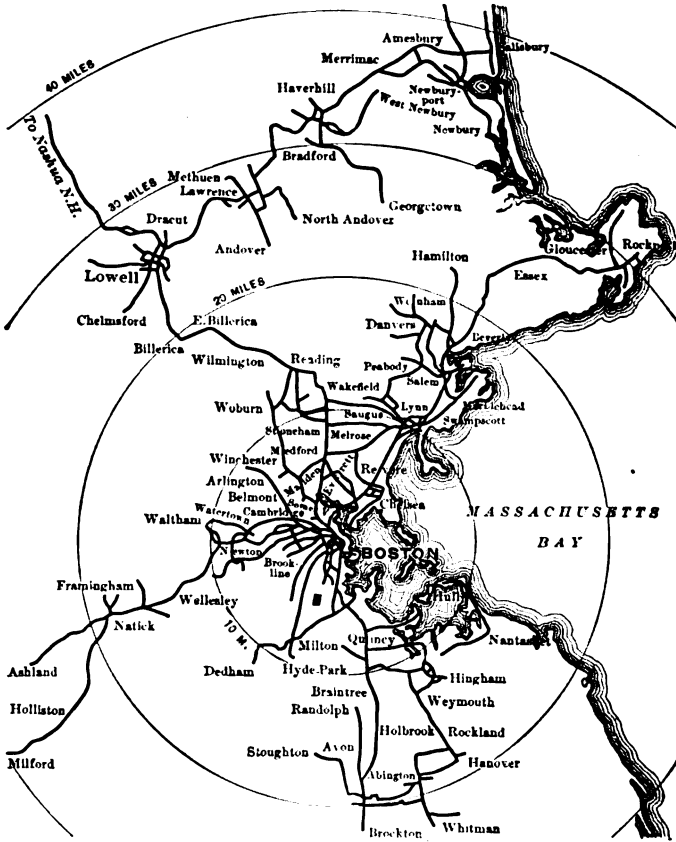 Amesbury
Salisbury
Merrimac
40 MILES
Haverhill
Newbury-
port
West Newbury
Newbury
To Nashua N.H.
Bradford
Methuen
Lawrence
30 MILES
Georgetown
North Andover
Dracut
Andover
Hamilton
Gloucester
Rockport
Lowell
Essex
20 MILES
Wenham
Chelmsford
E. Billerica
Danvers
Beverly
Billerica
Wilmington
Reading
Peabody
Salem
Wakefield
Woburn
Lynn
Marblehead
Saugus
Swampscott
Stoneham
Melrose
Medford
Winchester
Malden
Everett
Revere
Arlington
Belmont
Somer
Chelsea
Watertown
Cambridge
Waltham
MASSACHUSETTS
BAY
BOSTON
Newton
Brook-
line
Framingham
Wellesley
Hull
Natick
10 M.
Milton
Quincy
Nantasket
Ashland
Dedham
Hyde-Park
Hingham
Braintree
Weymouth
Holliston
Randolph
Holbrook
Rockland
Stoughton
Avon
Milford
Abington
Hanover
Brockton
Whitman